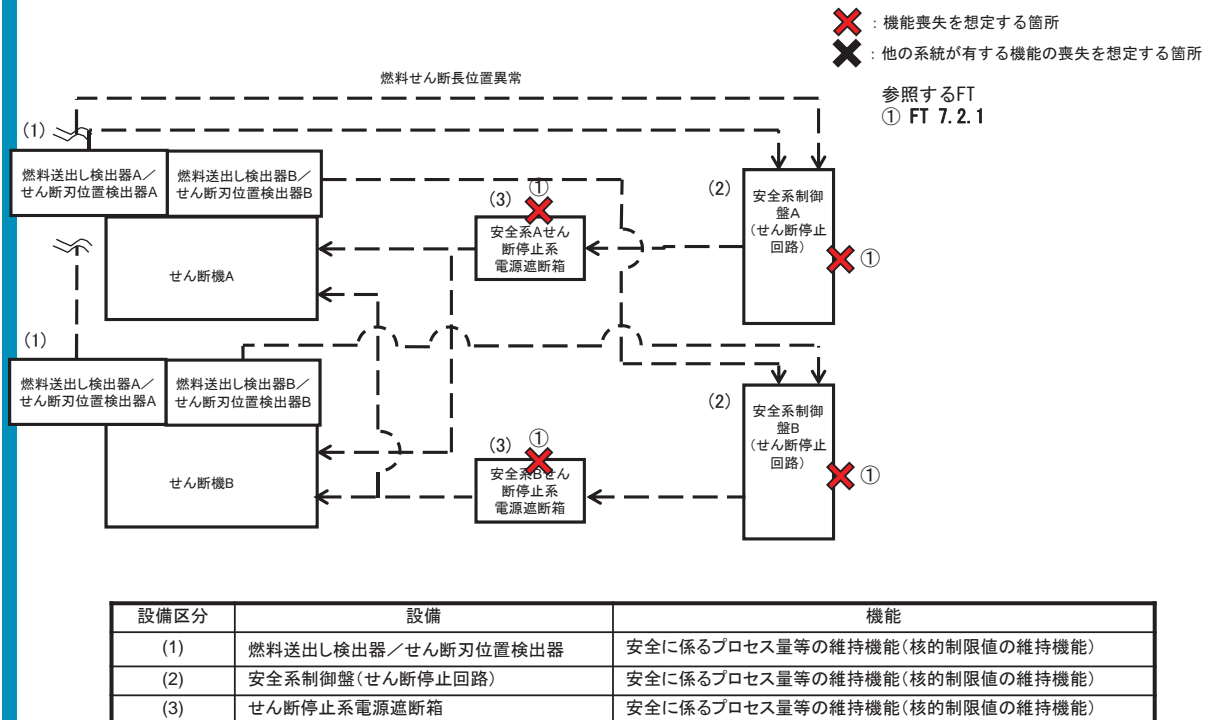 ：機能喪失を想定する箇所
：他の系統が有する機能の喪失を想定する箇所
参照するFT
① FT 7.2.1
燃料せん断長位置異常
(1)
燃料送出し検出器A／
せん断刃位置検出器A
燃料送出し検出器B／
せん断刃位置検出器B
せん断機A
(3)
①
安全系Aせん
断停止系
電源遮断箱
(2)
安全系制御
盤A
（せん断停止
回路）
①
(1)
燃料送出し検出器A／
せん断刃位置検出器A
燃料送出し検出器B／
せん断刃位置検出器B
せん断機B
(3)
①
安全系Bせん
断停止系
電源遮断箱
(2)
安全系制御
盤B
（せん断停止
回路）
①
設備区分 設備 機能
(1) 燃料送出し検出器／せん断刃位置検出器 安全に係るプロセス量等の維持機能（核的制限値の維持機能）
(2) 安全系制御盤（せん断停止回路） 安全に係るプロセス量等の維持機能（核的制限値の維持機能）
(3) せん断停止系電源遮断箱 安全に係るプロセス量等の維持機能（核的制限値の維持機能）